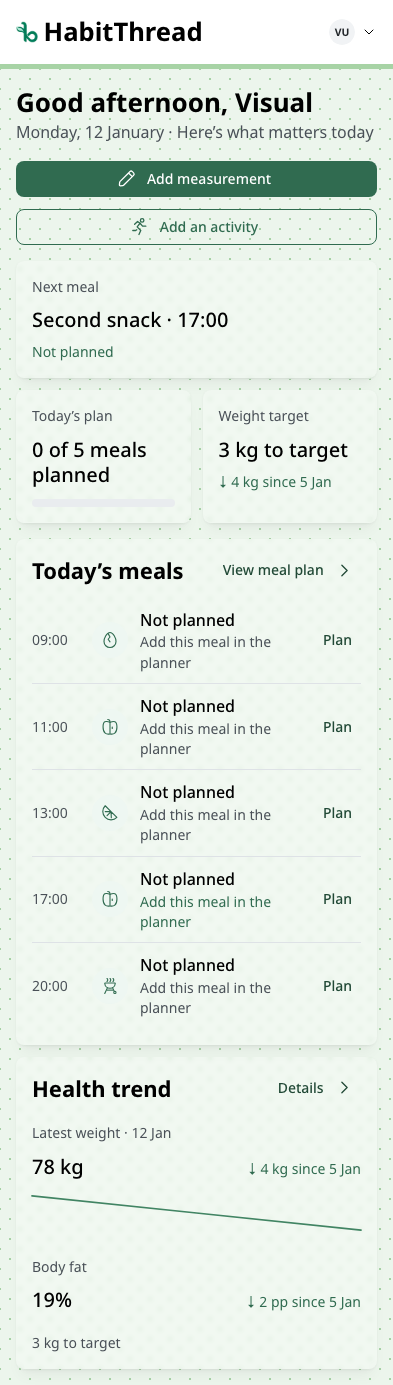 HabitThread
VU
Good afternoon, Visual
Monday, 12 January · Here’s what matters today
Add measurement
Add an activity
Next meal
Second snack · 17:00
Not planned
Today’s plan
0 of 5 meals
planned
Weight target
3 kg to target
↓ 4 kg since 5 Jan
Today’s meals
View meal plan
09:00
Not planned
Add this meal in the
planner
Plan
11:00
Not planned
Add this meal in the
planner
Plan
13:00
Not planned
Add this meal in the
planner
Plan
17:00
Not planned
Add this meal in the
planner
Plan
20:00
Not planned
Add this meal in the
planner
Plan
Health trend
Details
Latest weight · 12 Jan
78 kg
↓ 4 kg since 5 Jan
Body fat
19%
↓ 2 pp since 5 Jan
3 kg to target